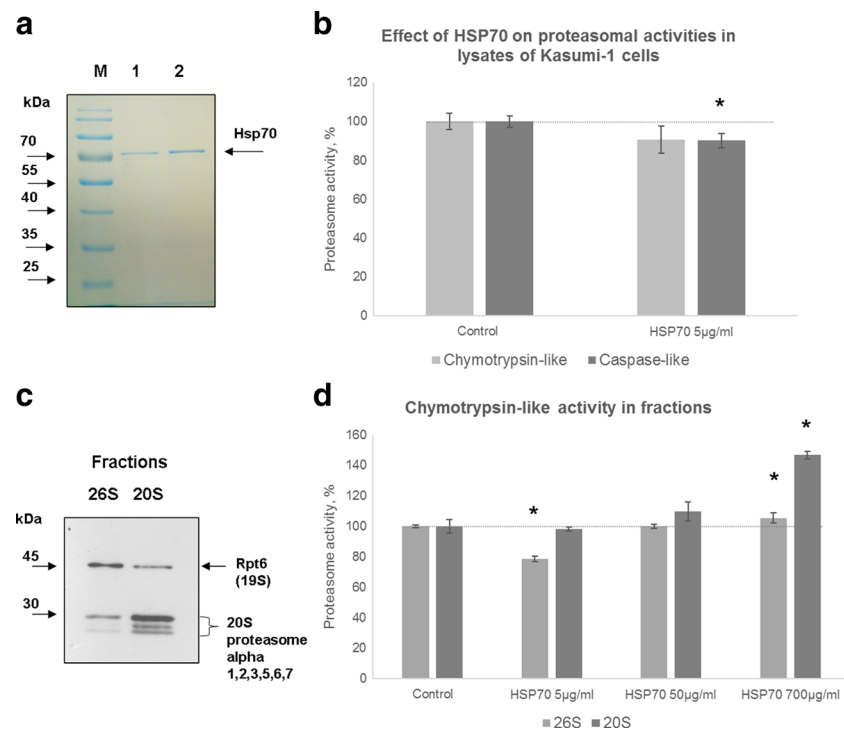 a
M 1 2
kDa
70
55
40
35
25
Hsp70
b
Effect of HSP70 on proteasomal activities in
lysates of Kasumi-1 cells
Proteasome activity, %
120
100
80
60
40
20
0
*
Control
HSP70 5µg/ml
Chymotrypsin-like
Caspase-like
c
Fractions
26S 20S
kDa
45
30
Rpt6
(19S)
20S
proteasome
alpha
1,2,3,5,6,7
d
Chymotrypsin-like activity in fractions
Proteasome activity, %
160
140
120
100
80
60
40
20
0
*
*
*
Control
HSP70 5µg/ml
HSP70 50µg/ml
HSP70 700µg/ml
26S
20S